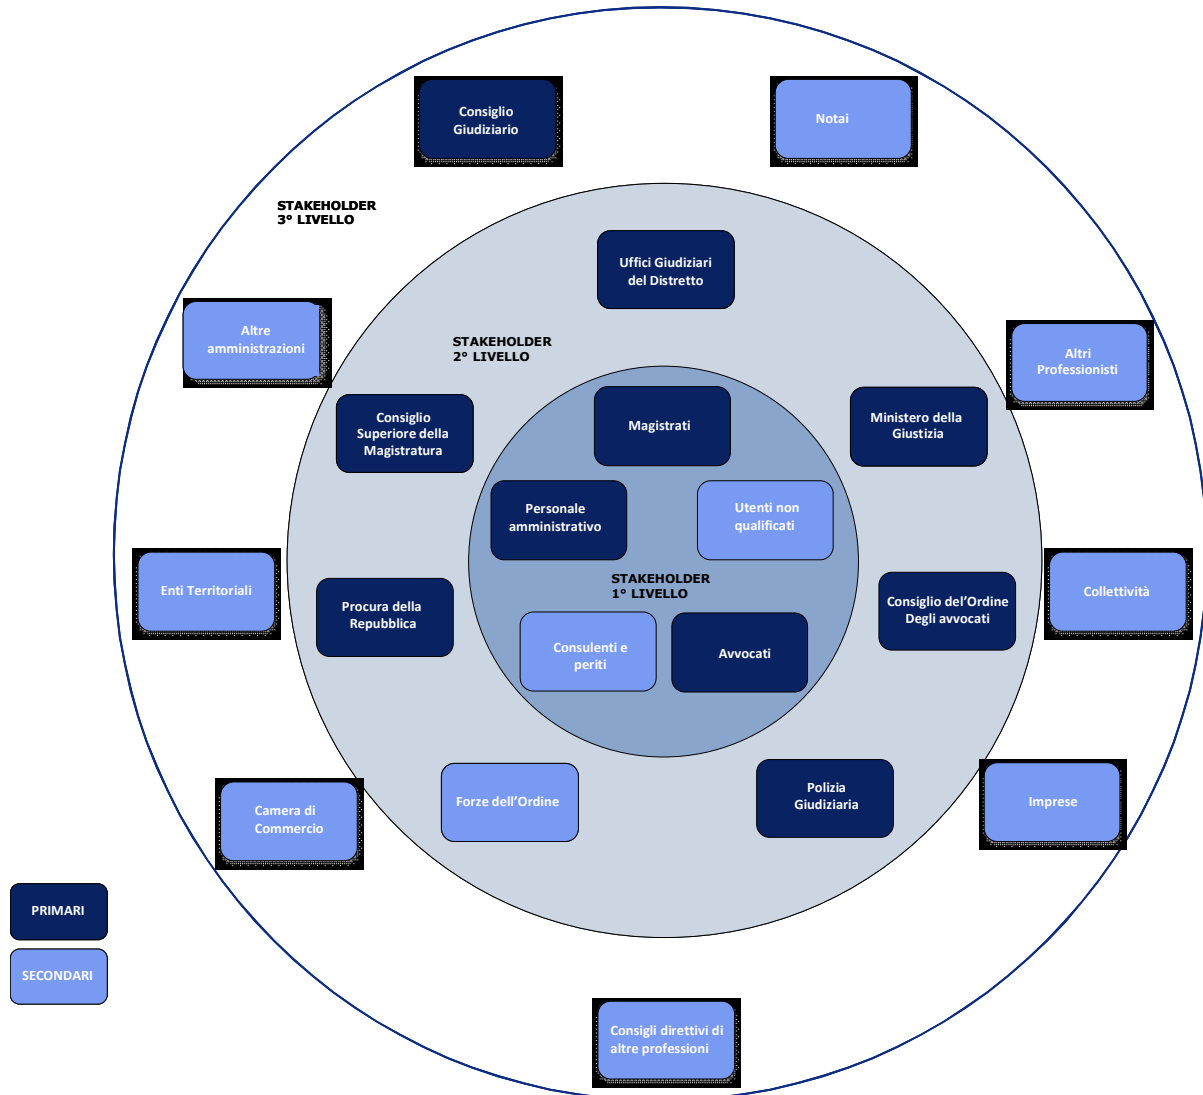 Consiglio
Giudiziario
Notai
STAKEHOLDER
3° LIVELLO
Uffici Giudiziari
del Distretto
Altre
amministrazioni
STAKEHOLDER
2° LIVELLO
Altri
Professionisti
Consiglio
Superiore della
Magistratura
Magistrati
Ministero della
Giustizia
Personale
amministrativo
Utenti non
qualificati
STAKEHOLDER
1° LIVELLO
Enti Territoriali
Procura della
Repubblica
Consiglio del’Ordine
Degli avvocati
Collettività
Consulenti e
periti
Avvocati
Camera di
Commercio
Forze dell’Ordine
Polizia
Giudiziaria
Imprese
PRIMARI
SECONDARI
Consigli direttivi di
altre professioni